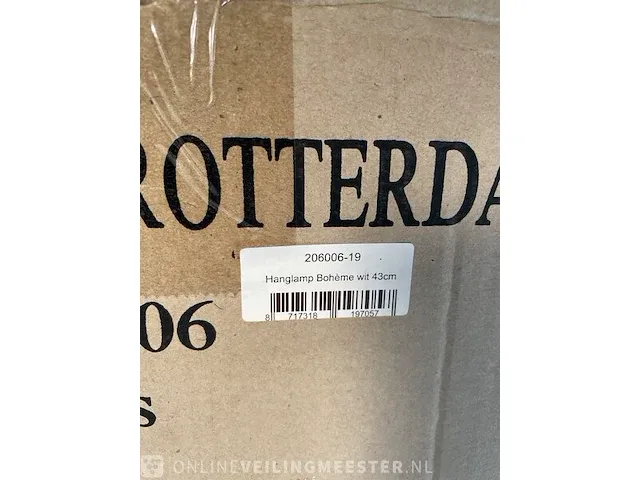 ROTTERDA
206006-19
Hanglamp Bohème wit 43cm
8 717318 197057
06
s
ONLINEVEILINGMEESTER.NL